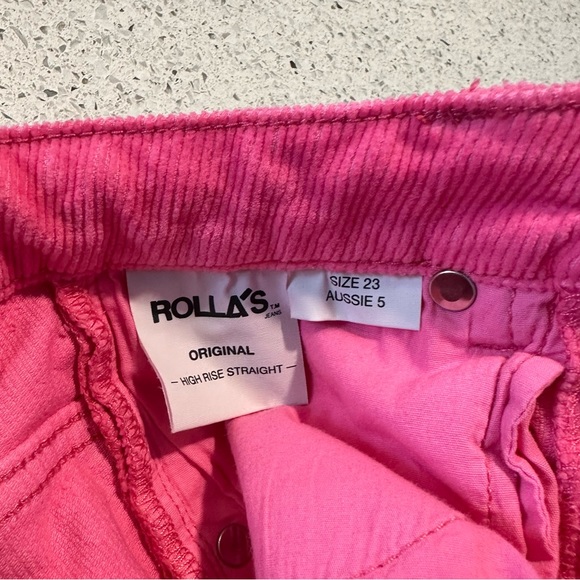 ROLLA'S T.M
JEANS
ORIGINAL
— HIGH RISE STRAIGHT —
SIZE 23
AUSSIE 5